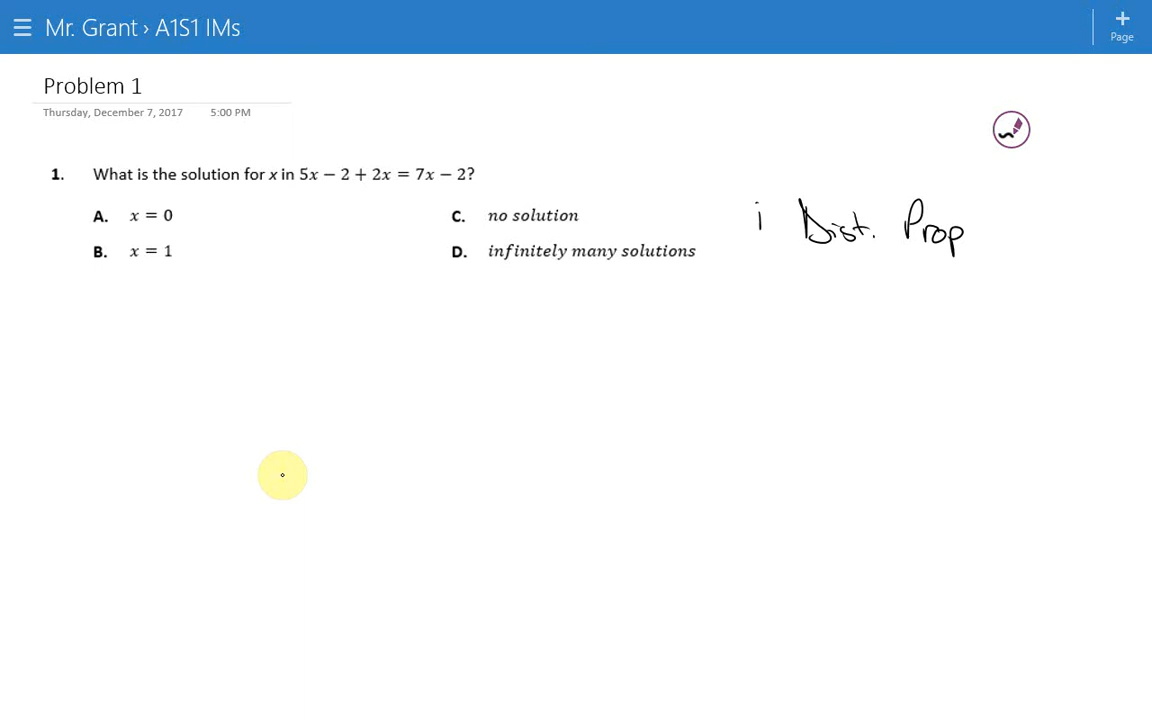 Mr. Grant › A1S1 IMs
Page
Problem 1
Thursday, December 7, 2017 5:00 PM
1. What is the solution for x in 5x − 2 + 2x = 7x − 2?
A. x = 0
C. no solution
B. x = 1
D. infinitely many solutions
i Dist. Prop